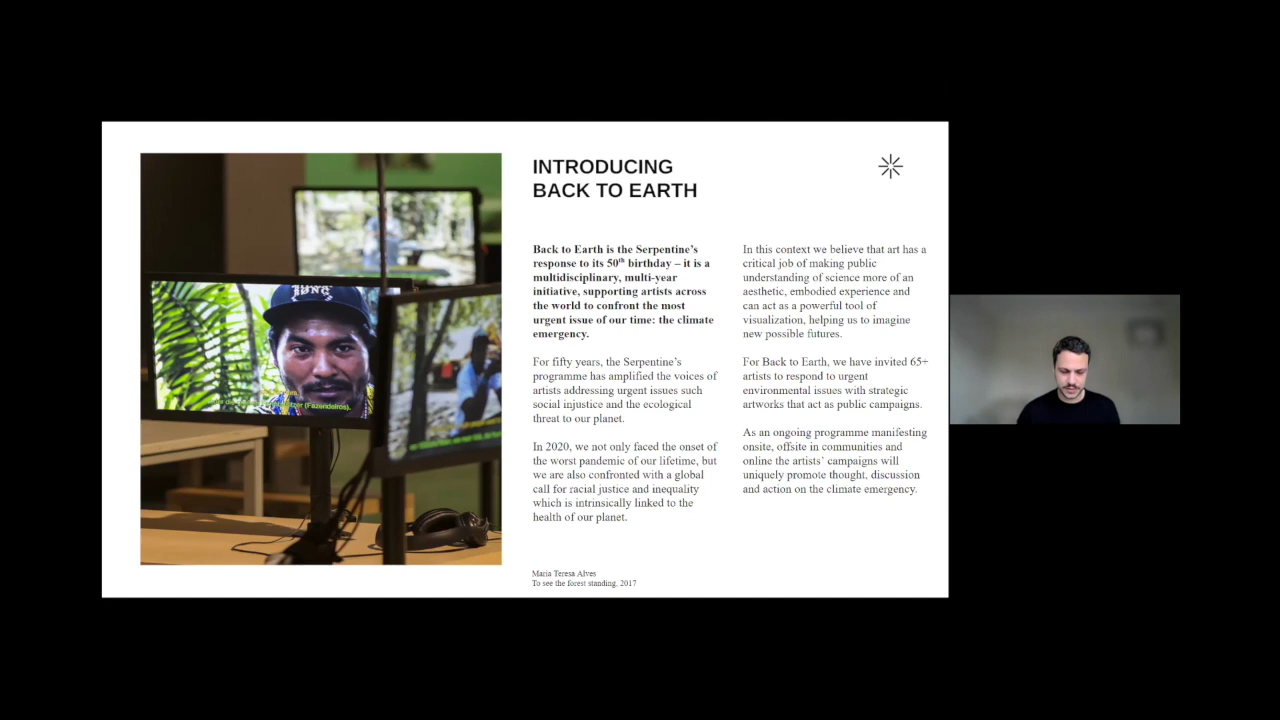 INTRODUCING
BACK TO EARTH
Back to Earth is the Serpentine's
response to its 50th birthday – it is a
multidisciplinary, multi-year
initiative, supporting artists across
the world to confront the most
urgent issue of our time: the climate
emergency.
For fifty years, the Serpentine's
programme has amplified the voices of
artists addressing urgent issues such
social injustice and the ecological
threat to our planet.
In 2020, we not only faced the onset of
the worst pandemic of our lifetime, but
we are also confronted with a global
call for racial justice and inequality
which is intrinsically linked to the
health of our planet.
In this context we believe that art has a
critical job of making public
understanding of science more of an
aesthetic, embodied experience and
can act as a powerful tool of
visualization, helping us to imagine
new possible futures.
For Back to Earth, we have invited 65+
artists to respond to urgent
environmental issues with strategic
artworks that act as public campaigns.
As an ongoing programme manifesting
onsite, offsite in communities and
online the artists' campaigns will
uniquely promote thought, discussion
and action on the climate emergency.
(Fazendeiros).
Maria Teresa Alves
To see the forest standing, 2017